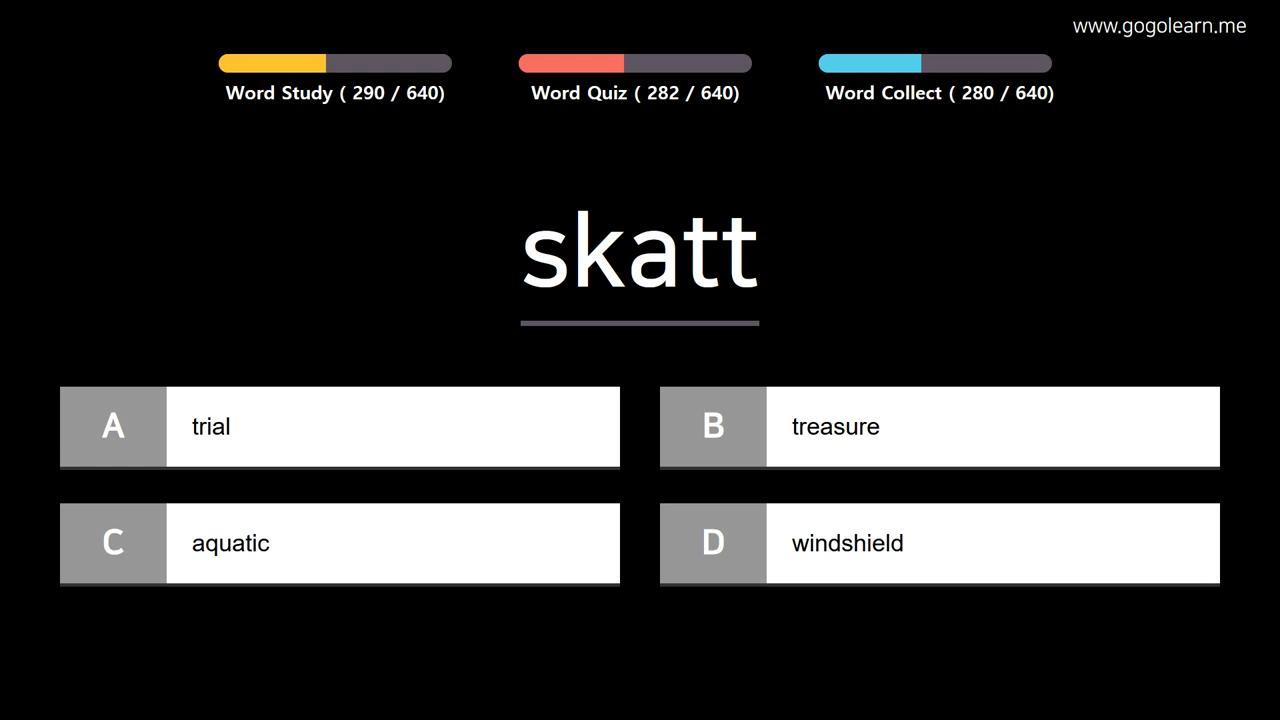 www.gogolearn.me
Word Study ( 290 / 640)
Word Quiz ( 282 / 640)
Word Collect ( 280 / 640)
skatt
A trial
B treasure
C aquatic
D windshield